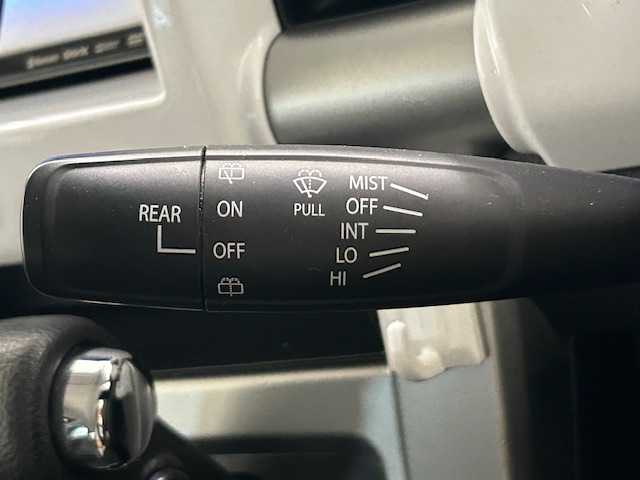 REAR
ON
OFF
PULL
MIST
OFF
INT
LO
HI